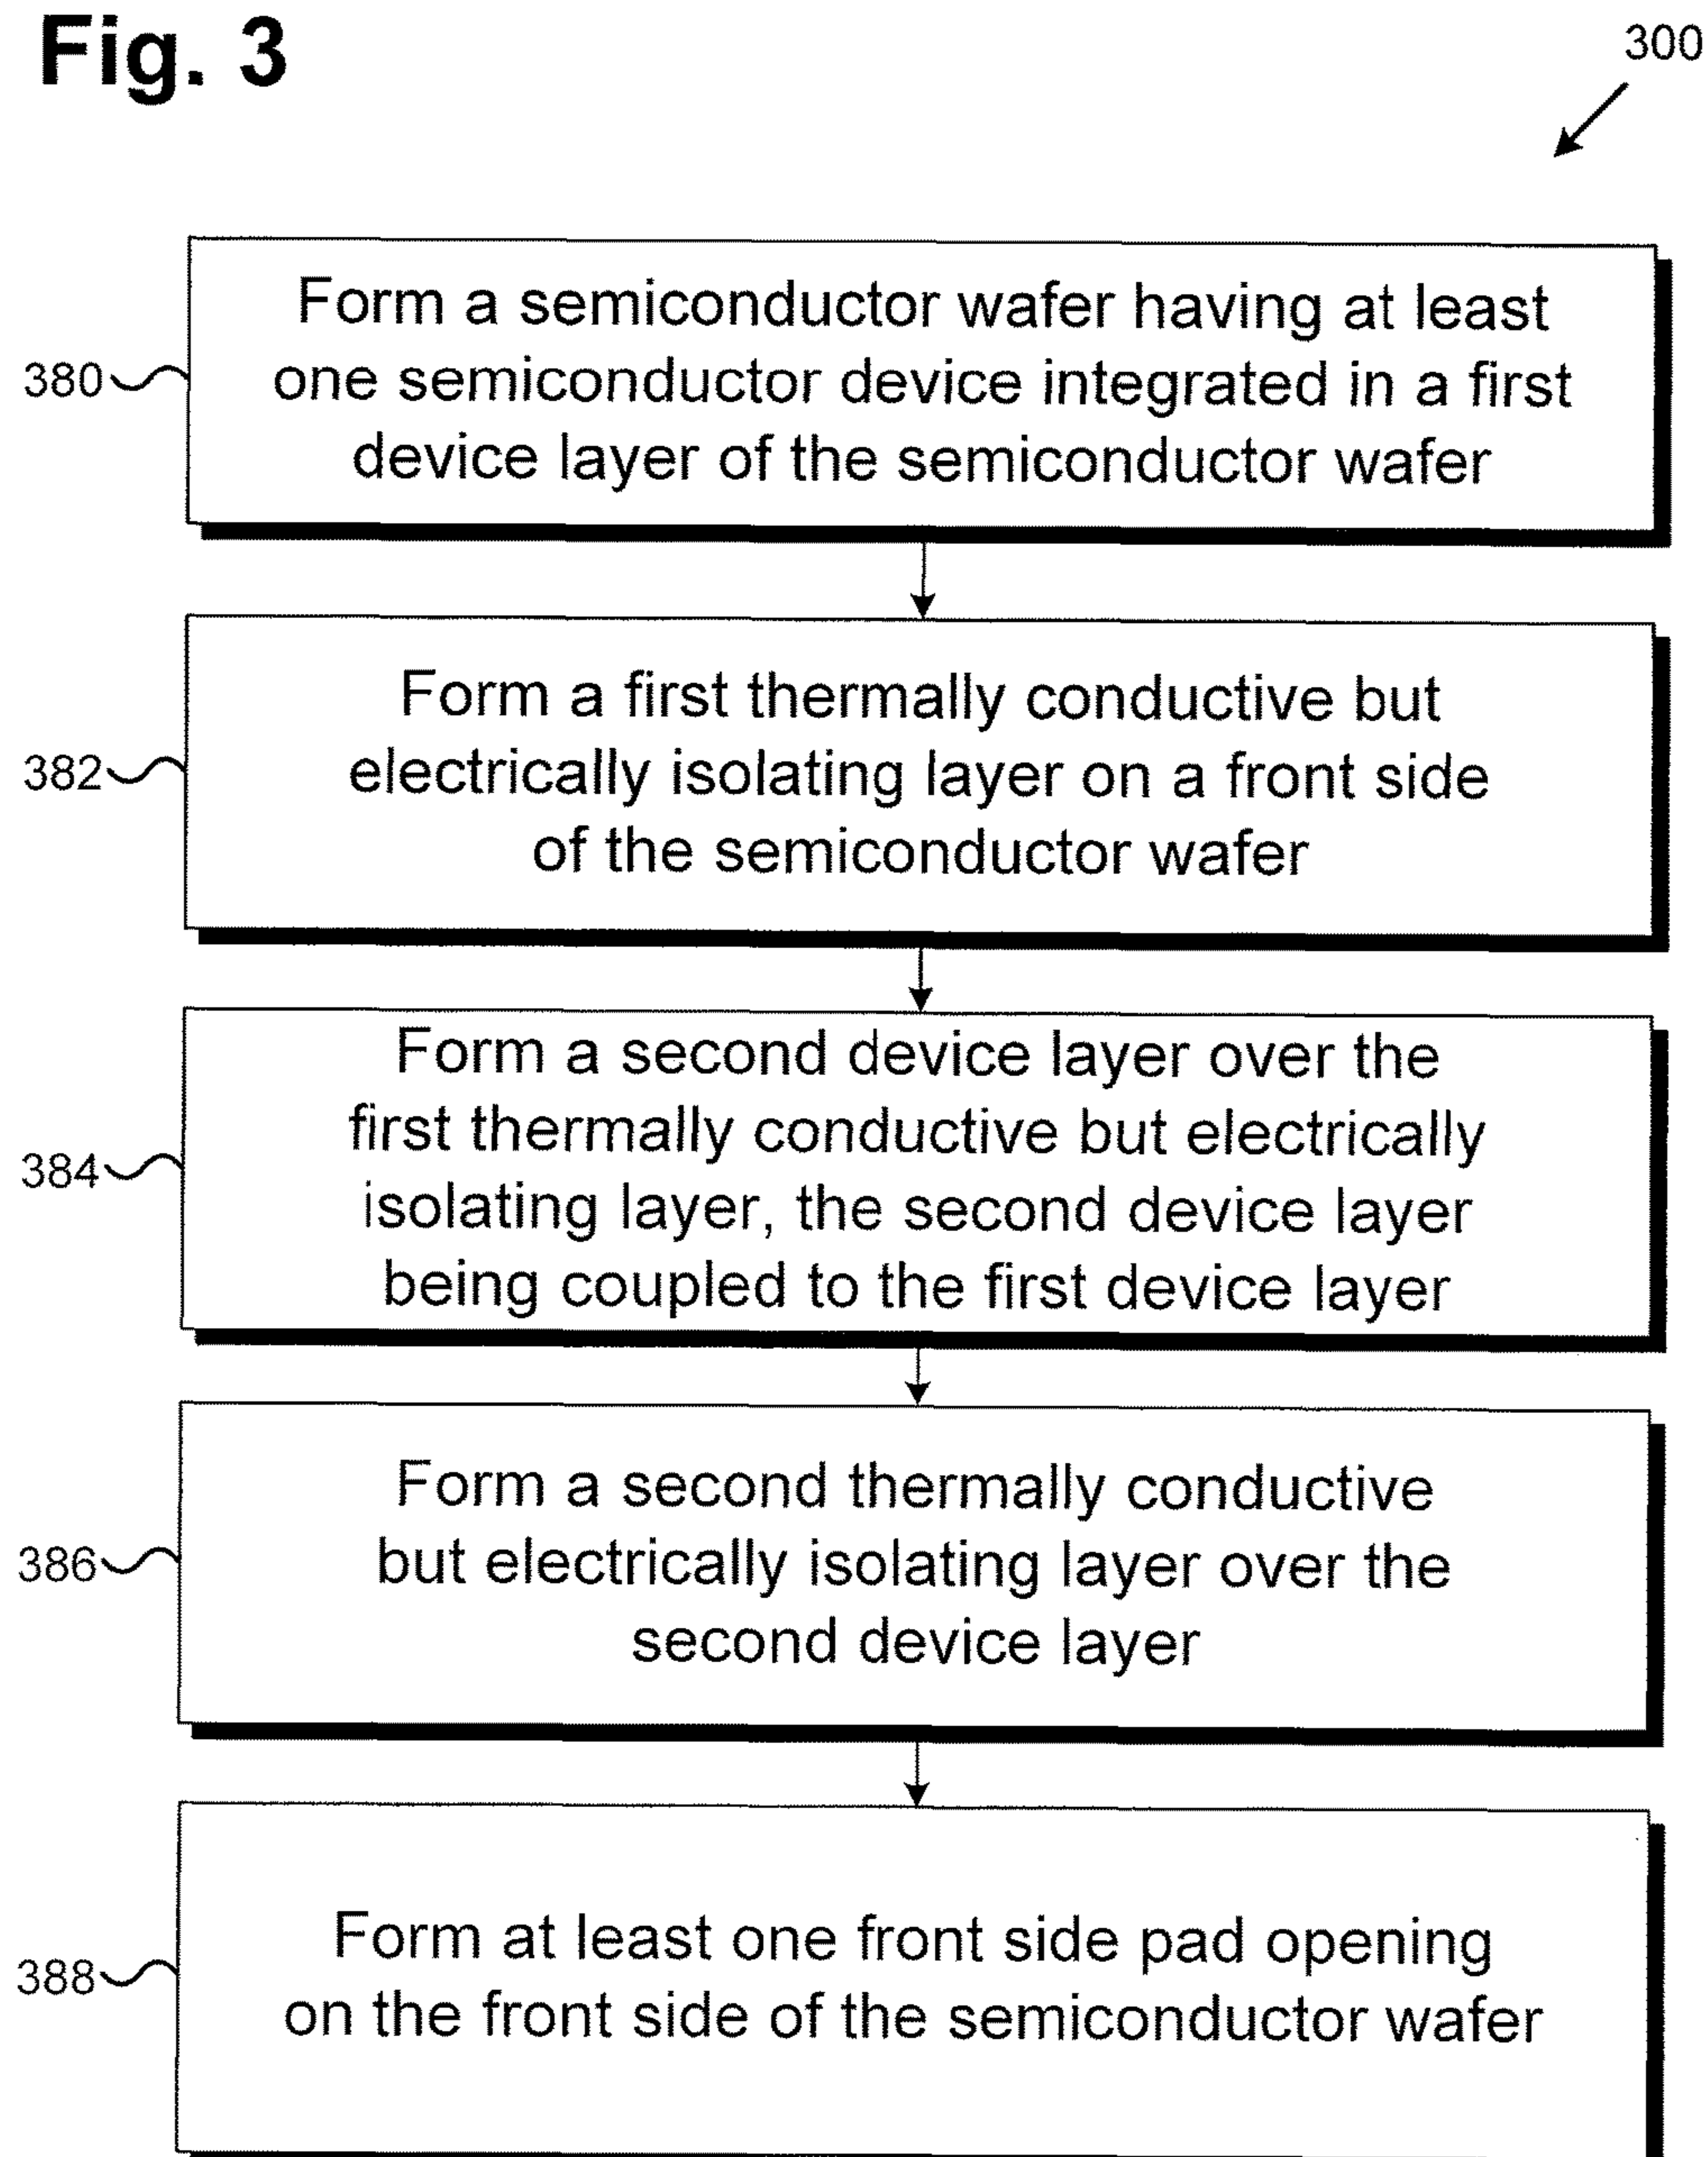 Fig. 3
300
380
Form a semiconductor wafer having at least
one semiconductor device integrated in a first
device layer of the semiconductor wafer
382
Form a first thermally conductive but
electrically isolating layer on a front side
of the semiconductor wafer
384
Form a second device layer over the
first thermally conductive but electrically
isolating layer, the second device layer
being coupled to the first device layer
386
Form a second thermally conductive
but electrically isolating layer over the
second device layer
388
Form at least one front side pad opening
on the front side of the semiconductor wafer